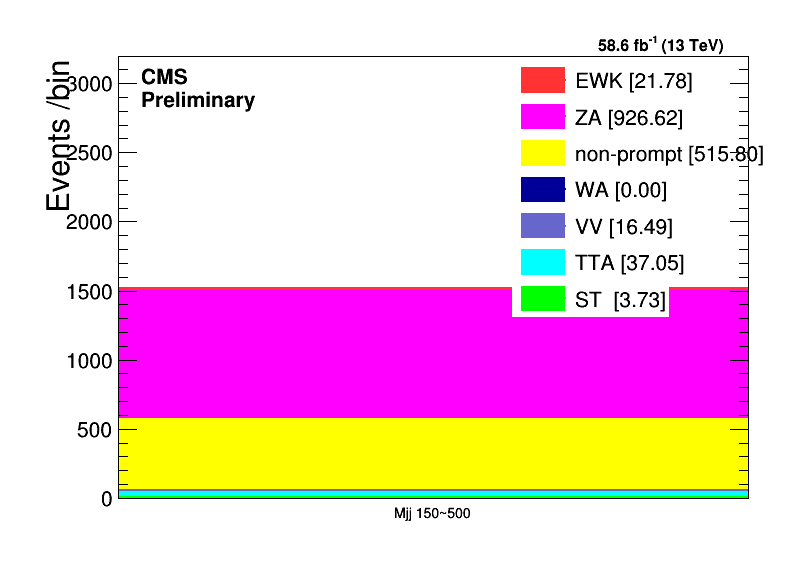 58.6 fb-1 (13 TeV)
Events /bin
CMS
Preliminary
EWK [21.78]
ZA [926.62]
non-prompt [515.80]
WA [0.00]
VV [16.49]
TTA [37.05]
ST [3.73]
3000
2500
2000
1500
1000
500
0
Mjj 150~500